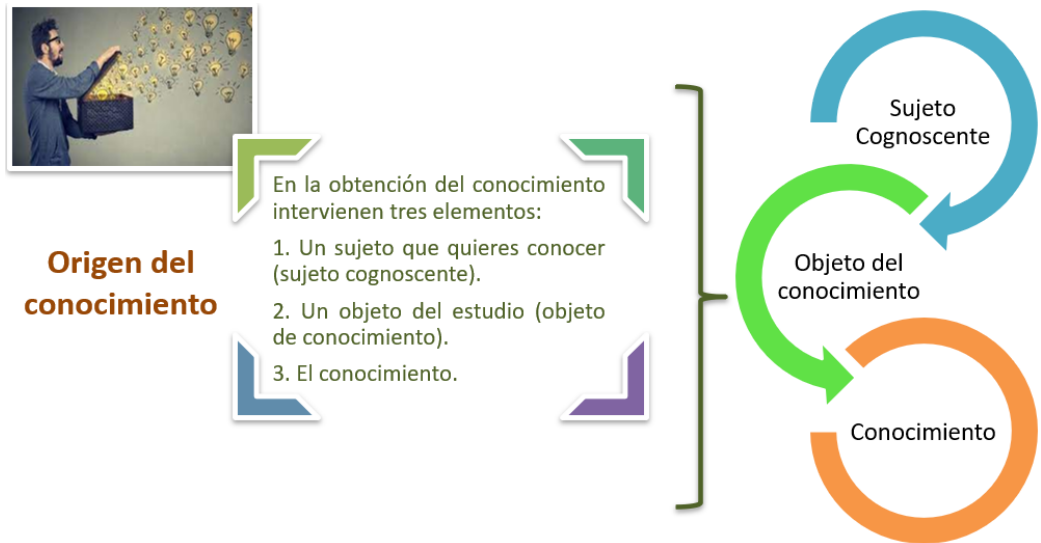 Origen del
conocimiento
En la obtención del conocimiento
intervienen tres elementos:
1. Un sujeto que quieres conocer
(sujeto cognoscente).
2. Un objeto del estudio (objeto
de conocimiento).
3. El conocimiento.
Sujeto
Cognoscente
Objeto del
conocimiento
Conocimiento